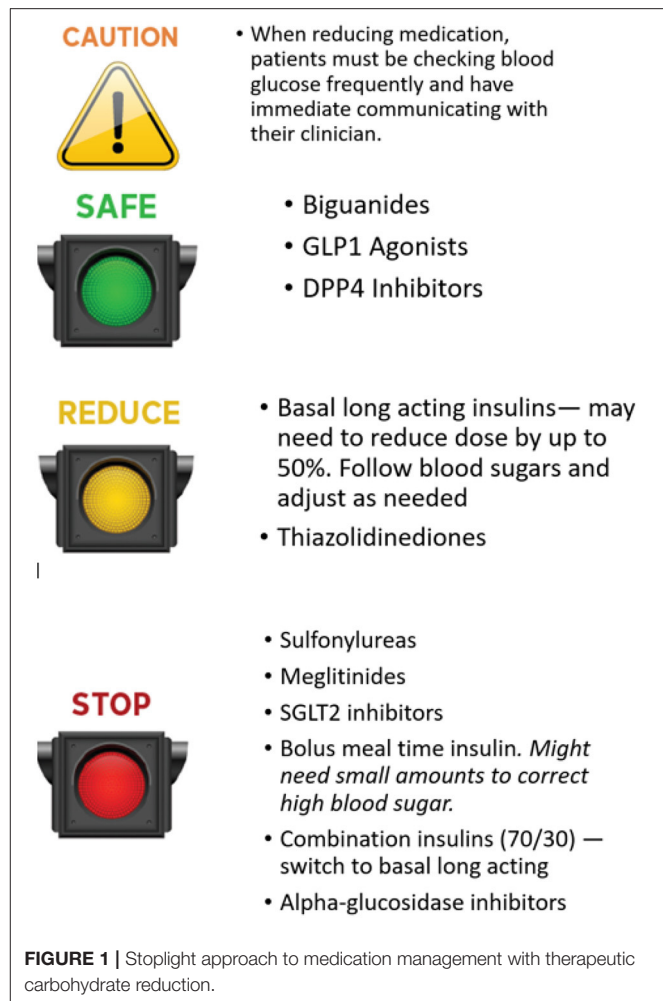 CAUTION
• When reducing medication,
patients must be checking blood
glucose frequently and have
immediate communicating with
their clinician.
SAFE
• Biguanides
• GLP1 Agonists
• DPP4 Inhibitors
REDUCE
• Basal long acting insulins— may
need to reduce dose by up to
50%. Follow blood sugars and
adjust as needed
• Thiazolidinediones
|
STOP
• Sulfonylureas
• Meglitinides
• SGLT2 inhibitors
• Bolus meal time insulin. Might
need small amounts to correct
high blood sugar.
• Combination insulins (70/30) —
switch to basal long acting
• Alpha-glucosidase inhibitors
FIGURE 1 | Stoplight approach to medication management with therapeutic
carbohydrate reduction.